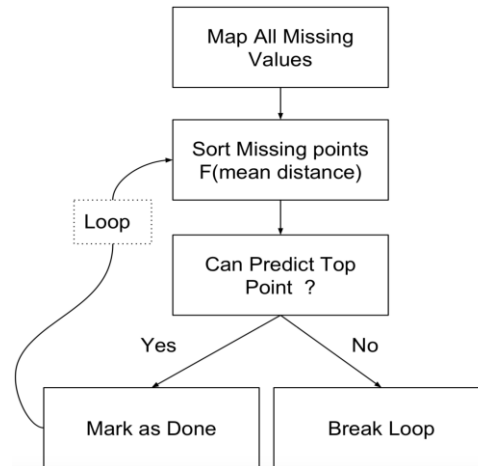 Map All Missing
Values
Sort Missing points
F(mean distance)
Loop
Can Predict Top
Point ?
Yes
No
Mark as Done
Break Loop